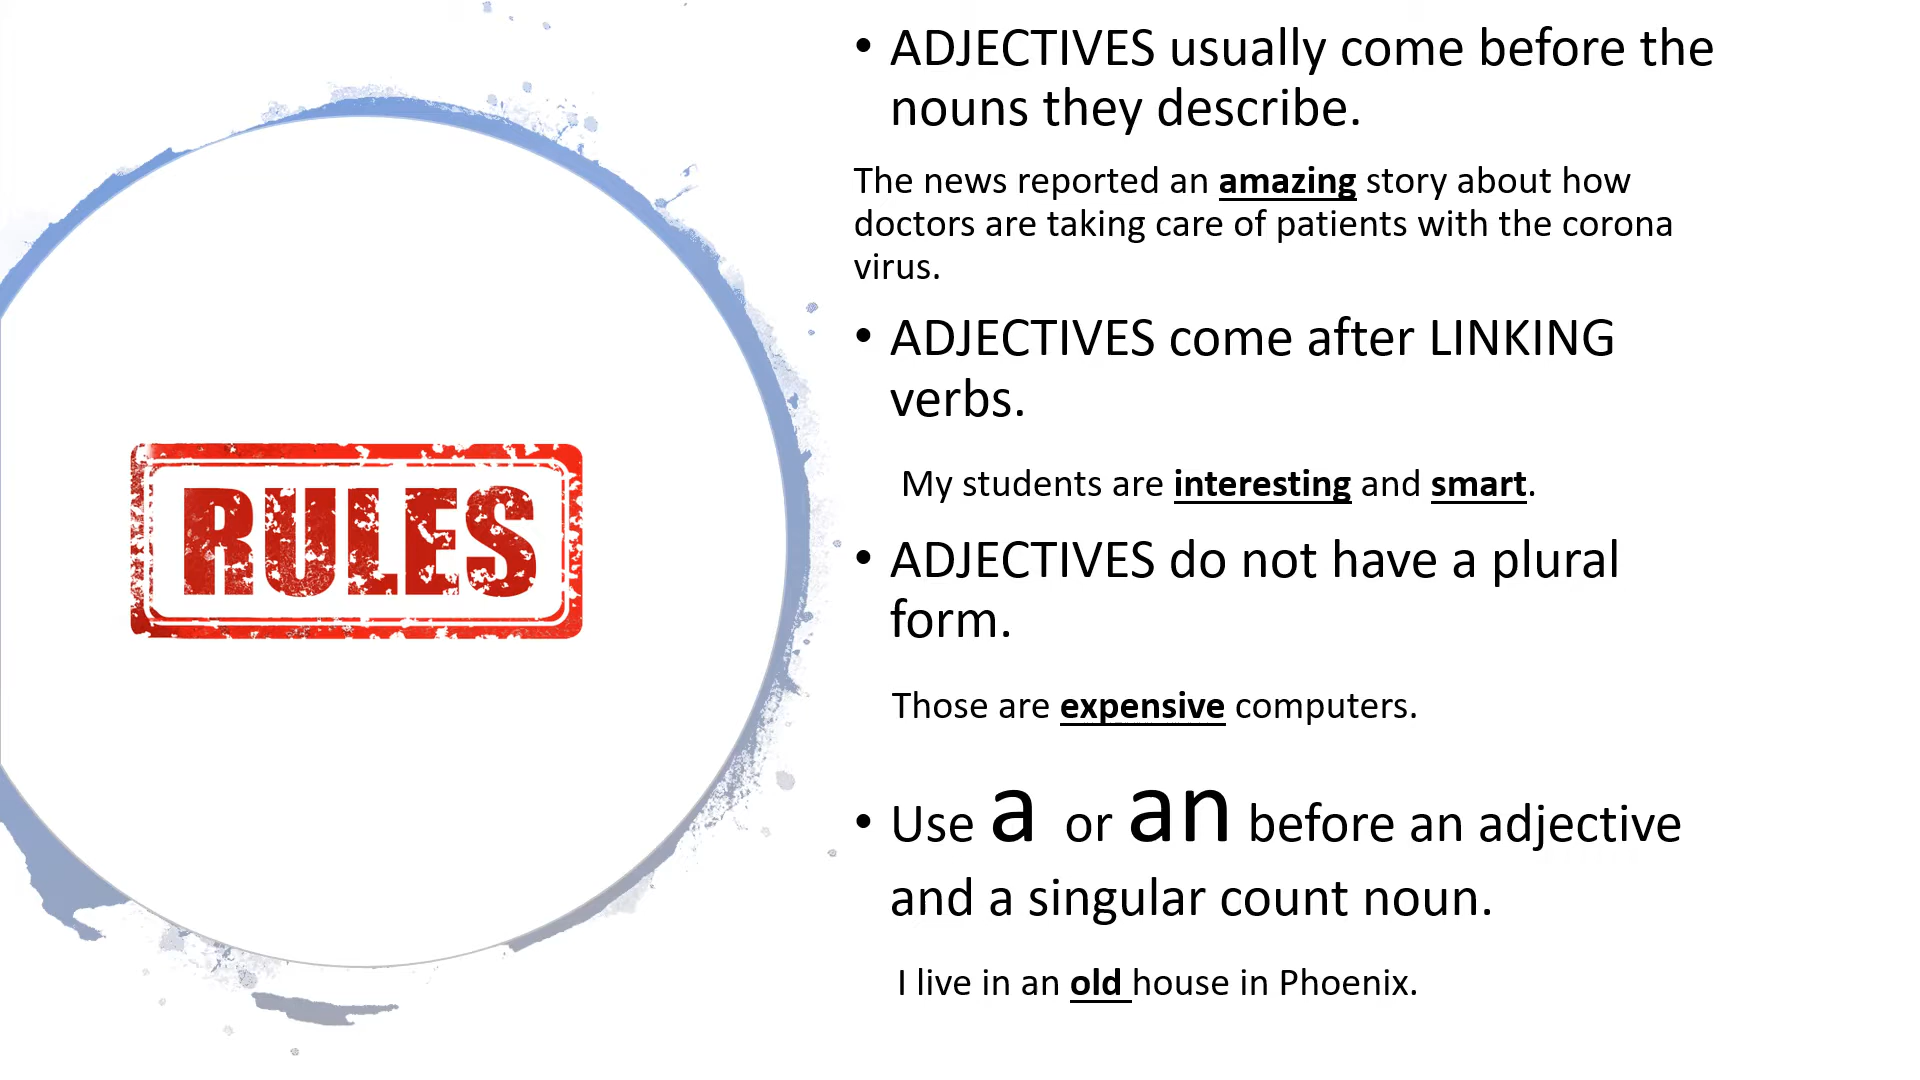 RULES
• ADJECTIVES usually come before the
nouns they describe.
The news reported an amazing story about how
doctors are taking care of patients with the corona
virus.
• ADJECTIVES come after LINKING
verbs.
My students are interesting and smart.
• ADJECTIVES do not have a plural
form.
Those are expensive computers.
• Use a or an before an adjective
and a singular count noun.
I live in an old house in Phoenix.